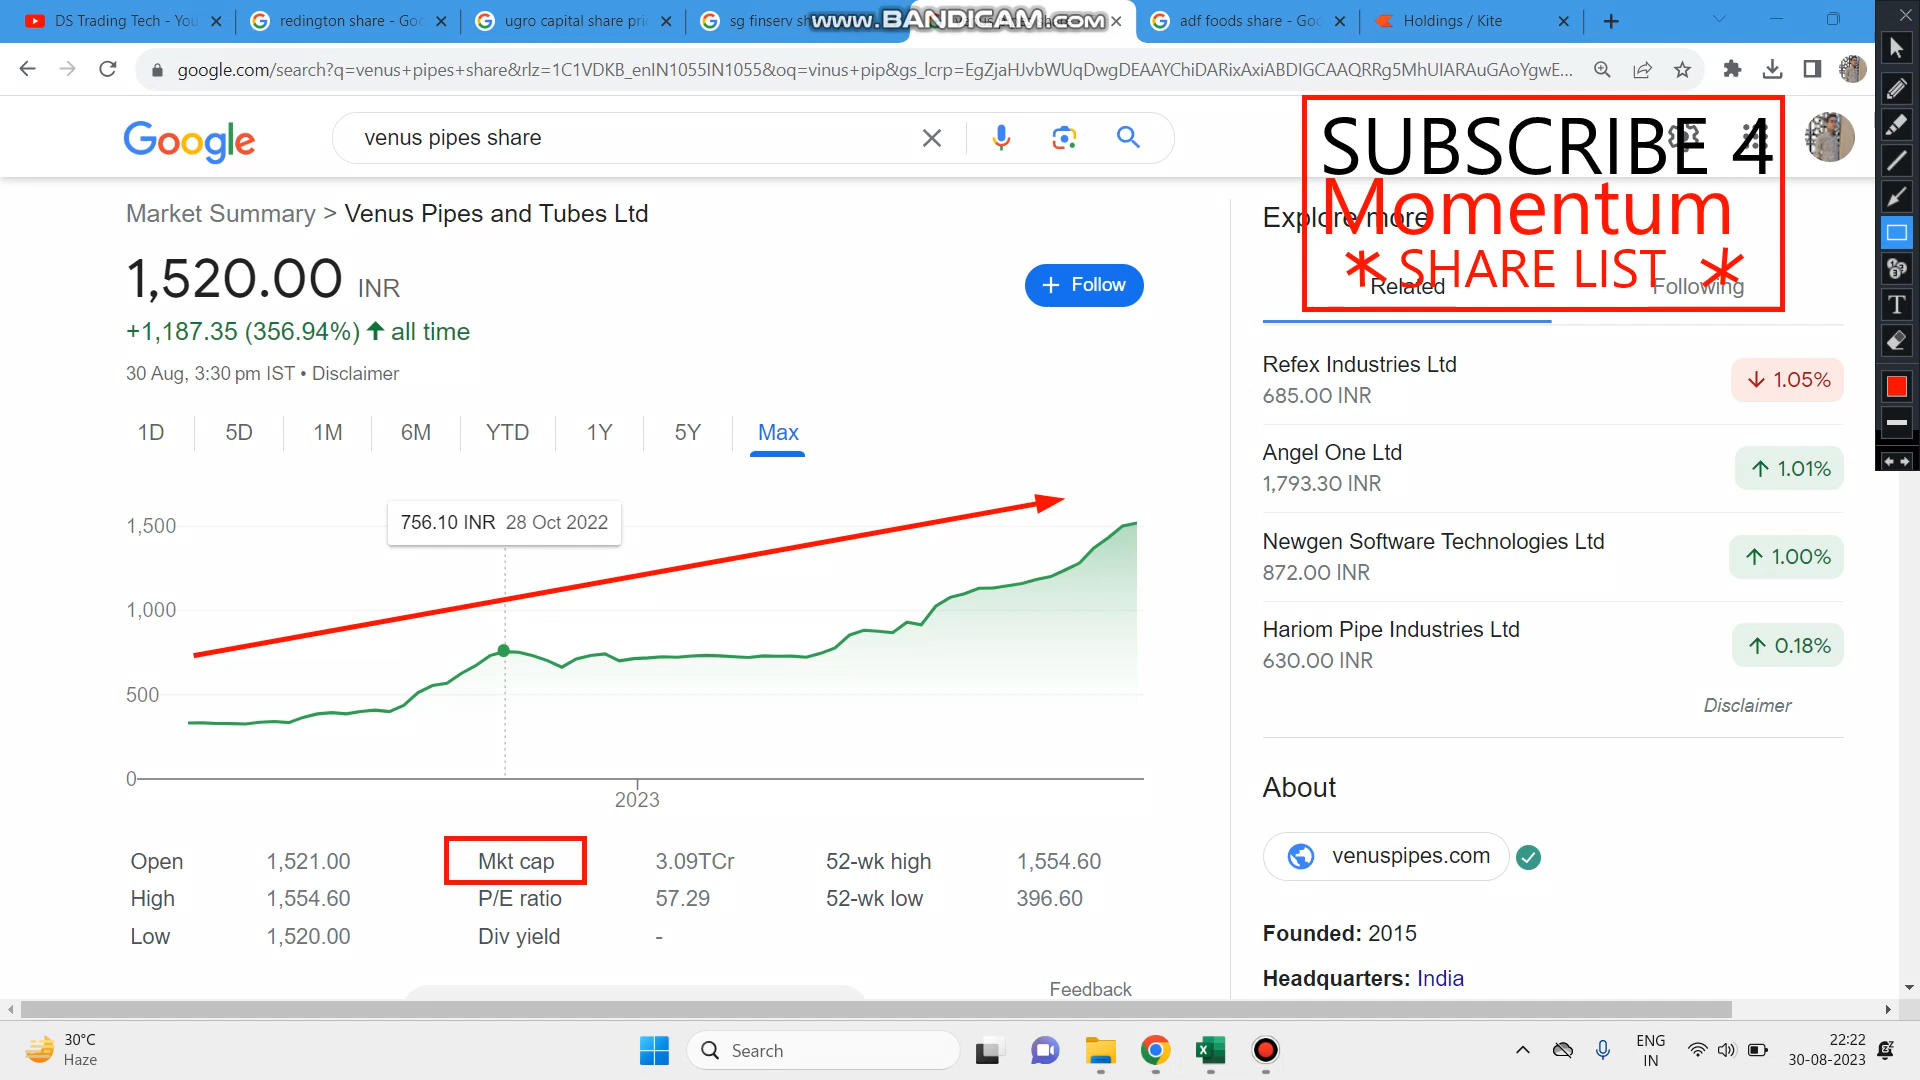 DS Trading Tech - You
redington share - Goo
ugro capital share pri
sg finserv sh
www.BANDICAM.com
adf foods share - Goo
Holdings / Kite
google.com/search?q=venus+pipes+share&rlz=1C1VDKB_enIN1055IN1055&oq=vinus+pip&gs_lcrp=EgZjaHJvbWUqDwgDEAAYChiDARixAxiABDIGCAAQRRg5MhUIARAuGAoYgwE...
Google
venus pipes share
SUBSCRIBE 4
Momentum
* SHARE LIST *
Market Summary > Venus Pipes and Tubes Ltd
1,520.00 INR
+ Follow
+1,187.35 (356.94%) ↑ all time
30 Aug, 3:30 pm IST • Disclaimer
1D
5D
1M
6M
YTD
1Y
5Y
Max
756.10 INR 28 Oct 2022
1,500
1,000
500
0
2023
Open 1,521.00 Mkt cap 3.09TCr 52-wk high 1,554.60
High 1,554.60 P/E ratio 57.29 52-wk low 396.60
Low 1,520.00 Div yield -
Feedback
Explore more
Related
Following
Refex Industries Ltd
685.00 INR
↓ 1.05%
Angel One Ltd
1,793.30 INR
↑ 1.01%
Newgen Software Technologies Ltd
872.00 INR
↑ 1.00%
Hariom Pipe Industries Ltd
630.00 INR
↑ 0.18%
Disclaimer
About
venuspipes.com
Founded: 2015
Headquarters: India
30°C
Haze
Search
ENG
IN
22:22
30-08-2023